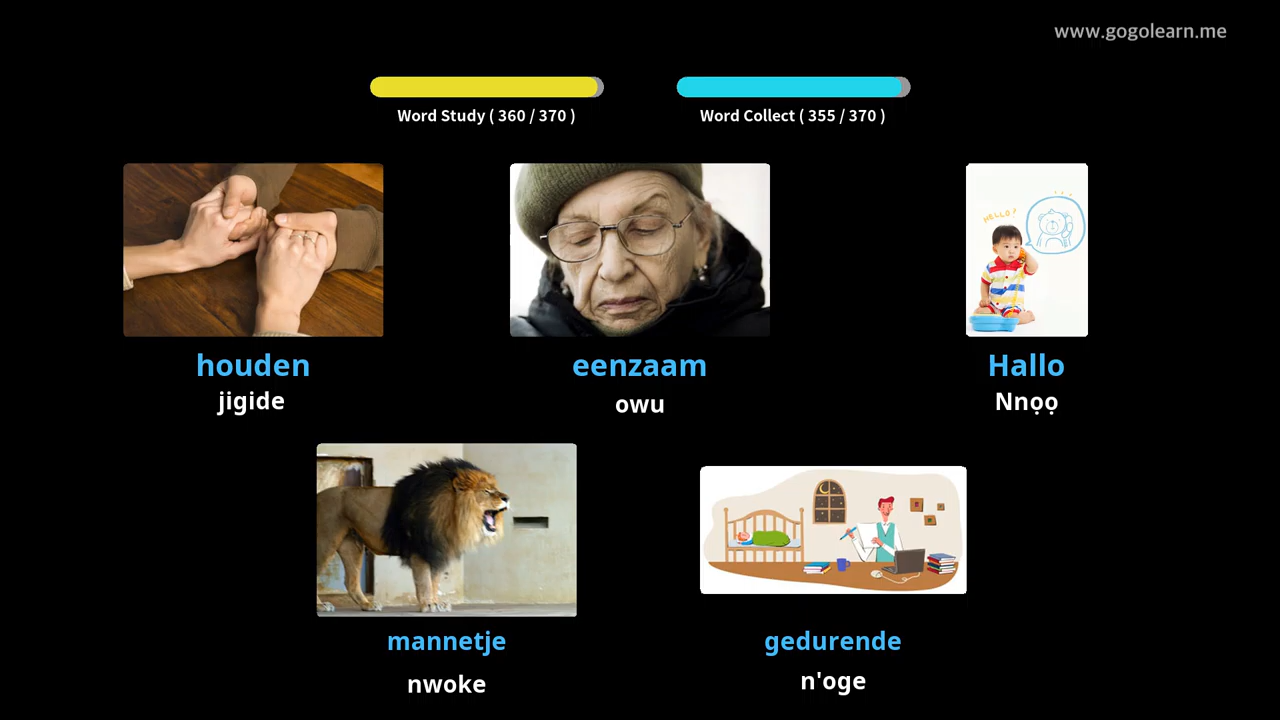 www.gogolearn.me
Word Study ( 360 / 370 )
Word Collect ( 355 / 370 )
HELLO?
houden
jigide
eenzaam
owu
Hallo
Nnọọ
mannetje
nwoke
gedurende
n'oge